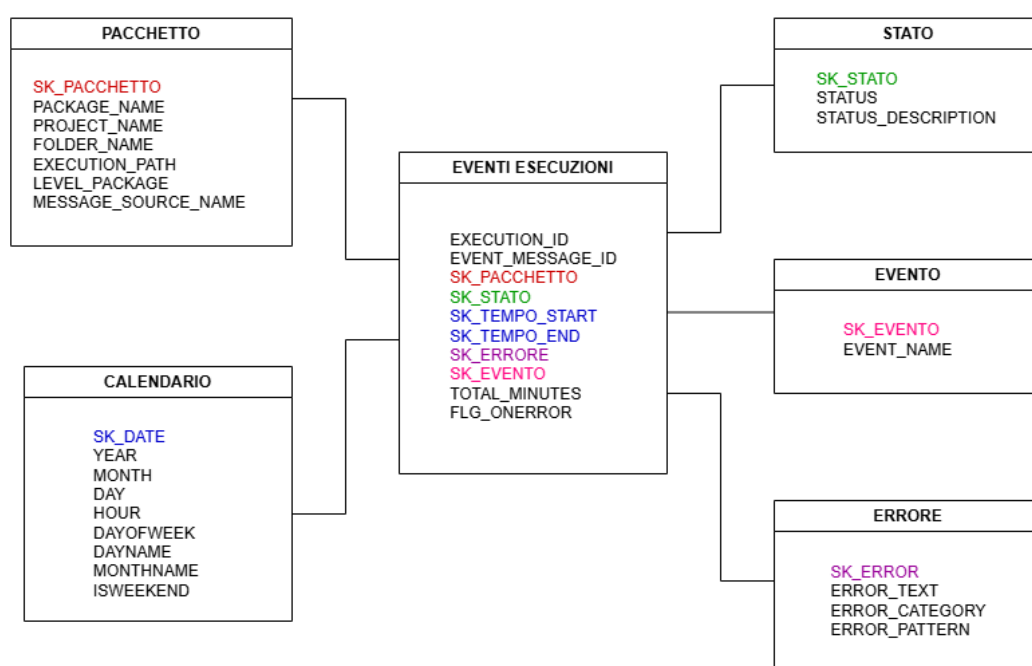 PACCHETTO
SK_PACCHETTO
PACKAGE_NAME
PROJECT_NAME
FOLDER_NAME
EXECUTION_PATH
LEVEL_PACKAGE
MESSAGE_SOURCE_NAME
STATO
SK_STATO
STATUS
STATUS_DESCRIPTION
EVENTI ESECUZIONI
EXECUTION_ID
EVENT_MESSAGE_ID
SK_PACCHETTO
SK_STATO
SK_TEMPO_START
SK_TEMPO_END
SK_ERRORE
SK_EVENTO
TOTAL_MINUTES
FLG_ONERROR
EVENTO
SK_EVENTO
EVENT_NAME
CALENDARIO
SK_DATE
YEAR
MONTH
DAY
HOUR
DAYOFWEEK
DAYNAME
MONTHNAME
ISWEEKEND
ERRORE
SK_ERROR
ERROR_TEXT
ERROR_CATEGORY
ERROR_PATTERN